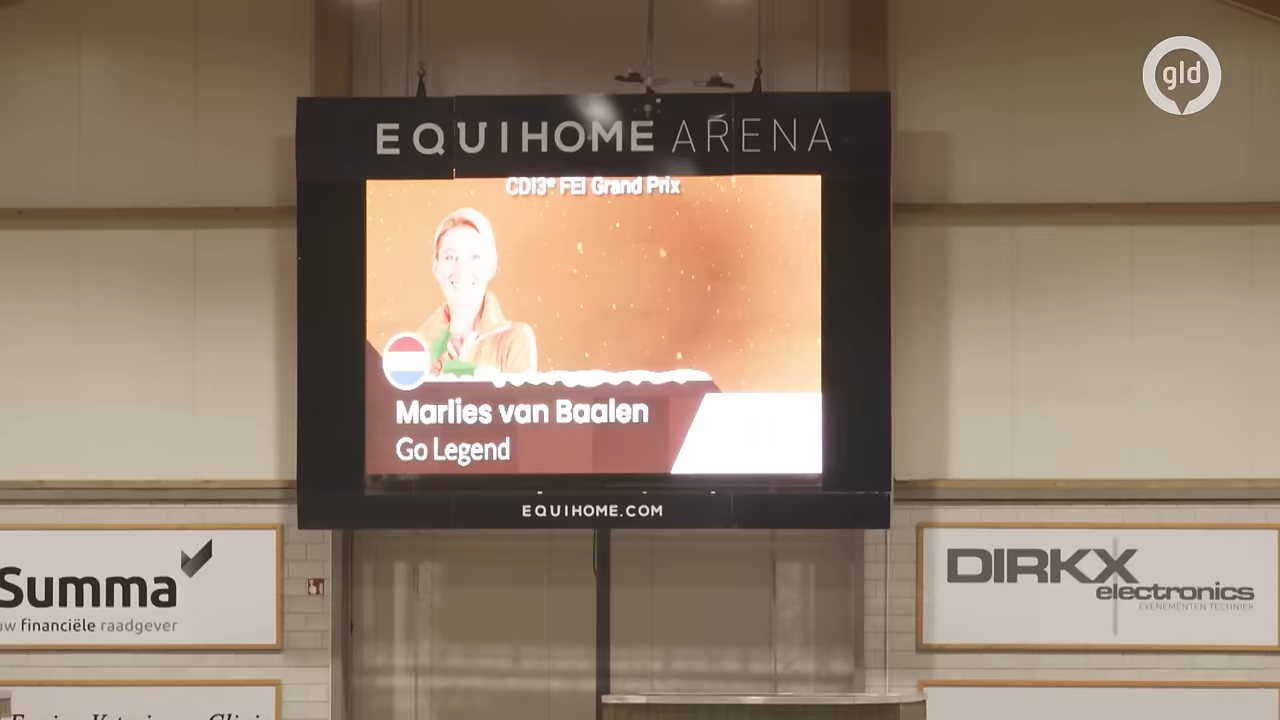 gld
EQUIHOME ARENA
CDI3* FEI Grand Prix
Marlies van Baalen
Go Legend
EQUIHOME.COM
Summa
uw financiële raadgever
DIRKX
electronics
EVENEMENTEN TECHNIEK